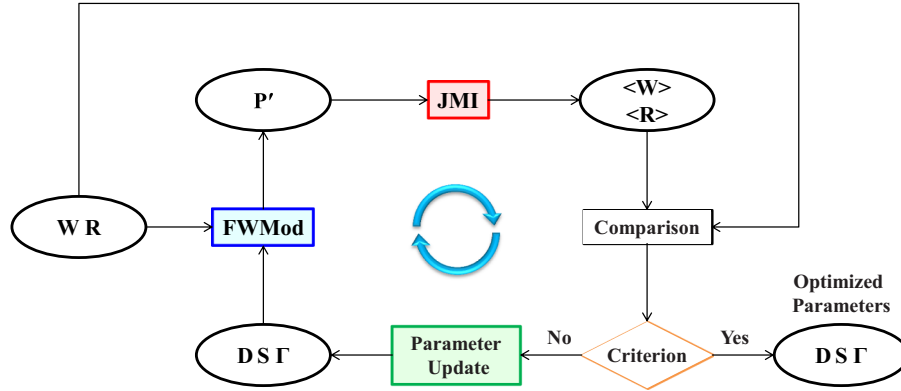 P′
JMI
<W>
<R>
W R
FWMod
Comparison
Optimized
Parameters
D S Γ
Parameter
Update
No
Criterion
Yes
D S Γ